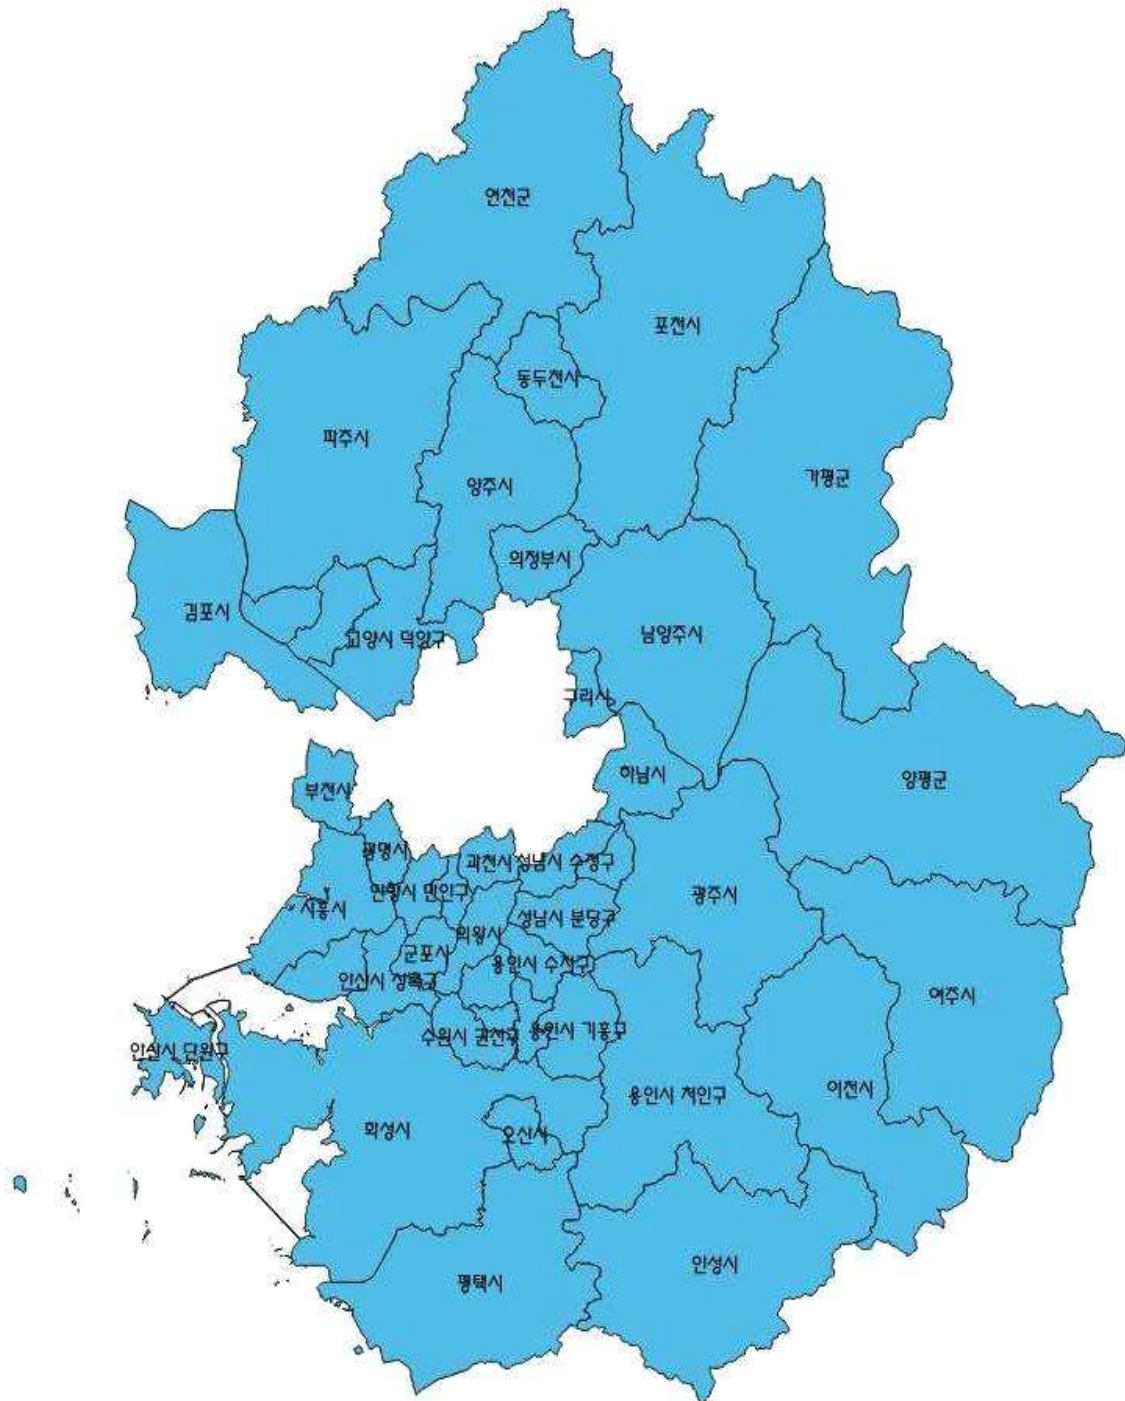 연천군
포천시
동두천시
파주시
가평군
양주시
의정부시
김포시
고양시 덕양구
남양주시
구리시
하남시
양평군
부천시
광명시
과천시
성남시 수정구
안양시 만안구
광주시
시흥시
성남시 분당구
의왕시
군포시
용인시 수지구
안산시 상록구
여주시
수원시 권선구
용인시 기흥구
안산시 단원구
이천시
용인시 처인구
화성시
오산시
안성시
평택시